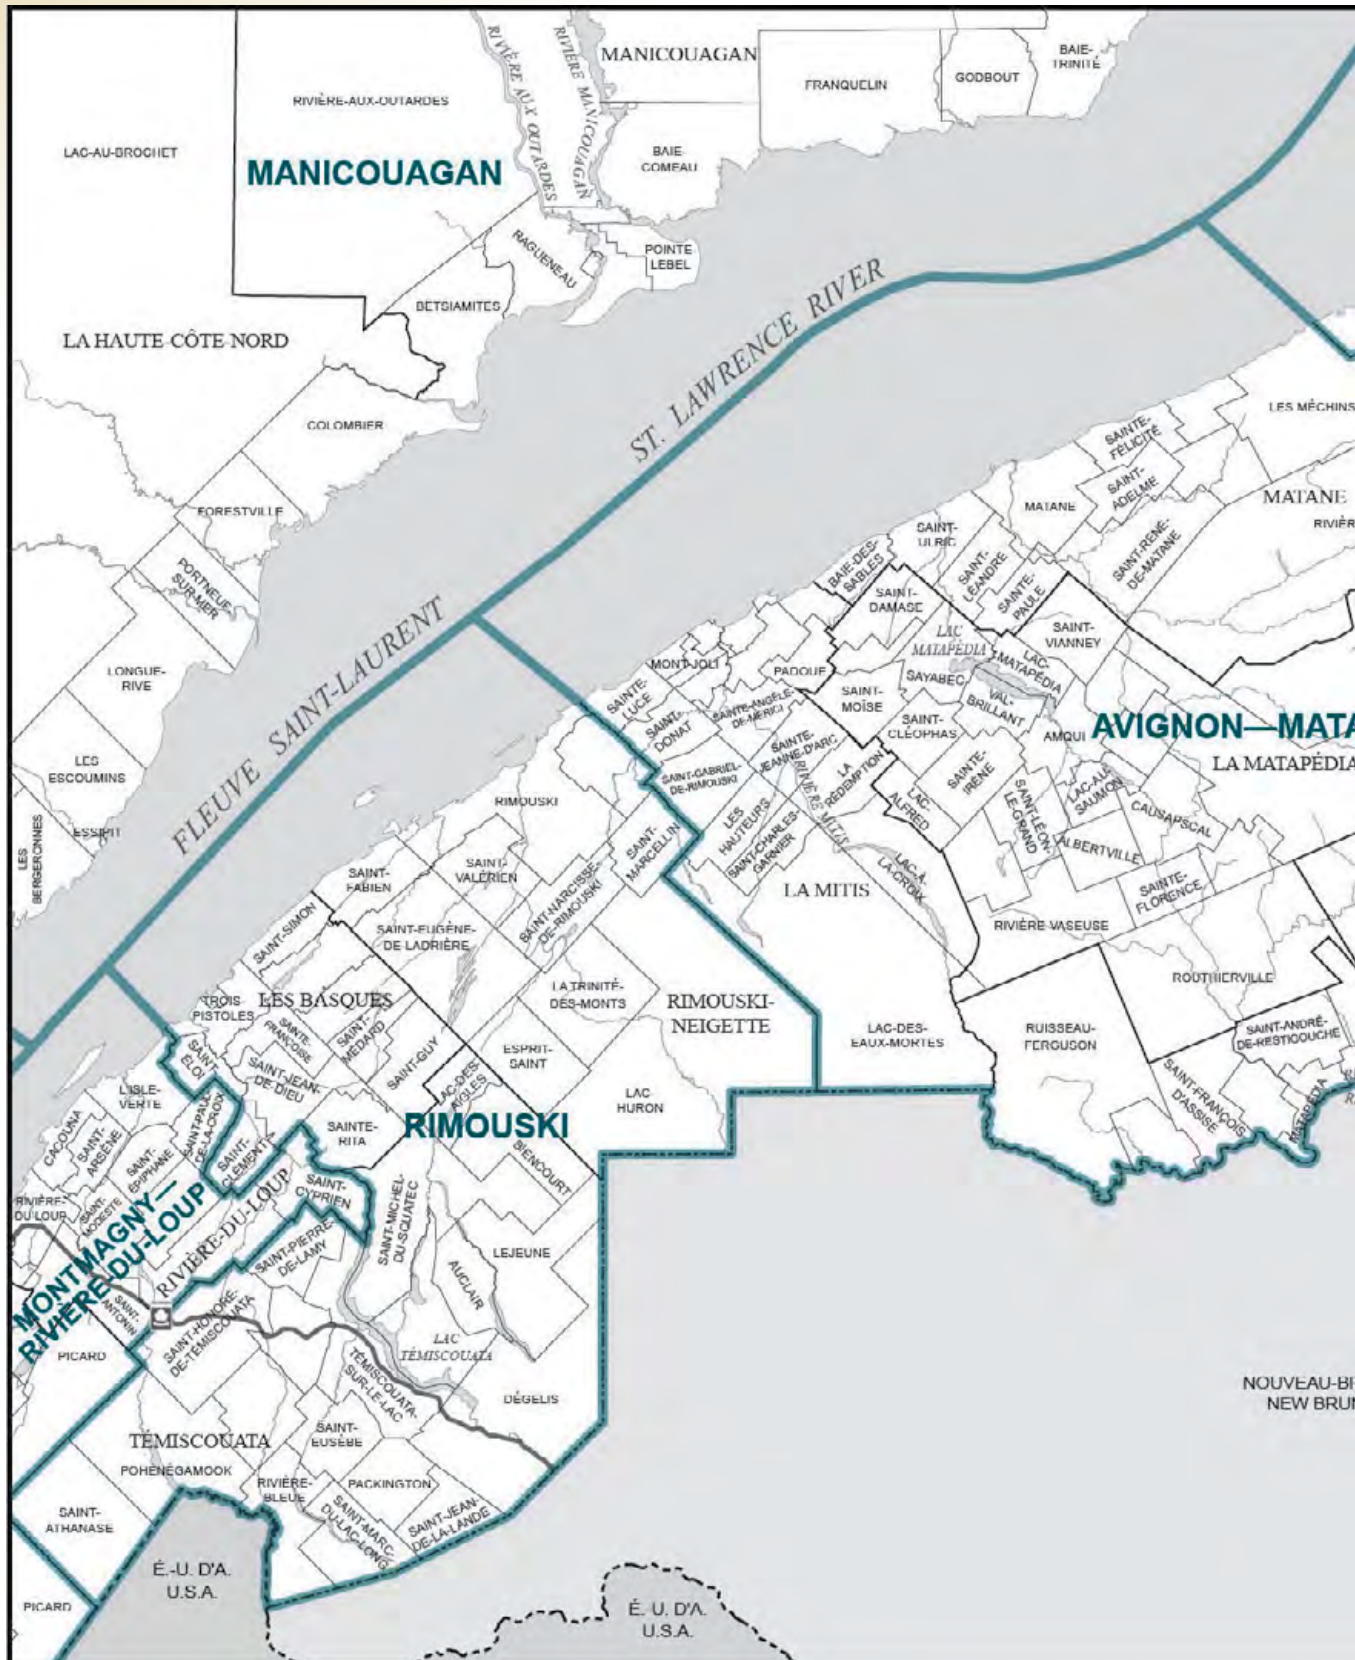 MANICOUAGAN
BAIE-
TRINITÉ
GODBOUT
FRANQUELIN
RIVIÈRE AUX OUTARDES
RIVIÈRE MANICOUAGAN
RIVIÈRE-AUX-OUTARDES
LAC-AU-BROCHET
MANICOUAGAN
BAIE-
COMEAU
RAGUENEAU
POINTE
LEBEL
BETSIAMITES
LA HAUTE-CÔTE-NORD
COLOMBIER
ST. LAWRENCE RIVER
FORESTVILLE
PORTNEUF-
SUR-MER
LONGUE-
RIVE
LES
ESCOUMINS
ESSIPIT
LES
BERGERONNES
FLEUVE SAINT-LAURENT
LES MÉCHINS
SAINTE-
FÉLICITÉ
SAINT-
ADELME
MATANE
MATANE
RIVIÈR
SAINT-RENÉ-
DE-MATANE
SAINT-
ULRIC
SAINT-
LÉANDRE
SAINTE-
PAULE
BAIE-DES-
SABLES
SAINT-
DAMASE
LAC
MATAPÉDIA
SAINT-
VIANNEY
LAC-
MATAPÉDIA
SAYABEC
VAL-
BRILLANT
MONT-JOLI
PADOUE
SAINTE-
LUCE
SAINT-
DONAT
SAINTE-ANGÈLE-
DE-MÉRICI
SAINT-
MOÏSE
SAINT-
CLÉOPHAS
AMQUI
AVIGNON—MATA
LA MATAPÉDIA
SAINT-GABRIEL-
DE-RIMOUSKI
SAINTE-
JEANNE-D'ARC
LA
RÉDEMPTION
RIVIÈRE MITIS
LAC-
ALFRED
SAINTE-
IRÈNE
SAINT-LÉON-
LE-GRAND
LAC-AU-
SAUMON
CAUSAPSCAL
ALBERTVILLE
SAINTE-
FLORENCE
LES
HAUTEURS
SAINT-CHARLES-
GARNIER
LAC-À-
LA-CROIX
LA MITIS
RIVIÈRE-VASEUSE
ROUTHIERVILLE
RIMOUSKI
SAINT-
MARCELLIN
SAINT-
VALÉRIEN
SAINT-
FABIEN
SAINT-NARCISSE-
DE-RIMOUSKI
SAINT-EUGÈNE-
DE-LADRIÈRE
SAINT-SIMON
LA TRINITÉ-
DES-MONTS
RIMOUSKI-
NEIGETTE
LAC-DES-
EAUX-MORTES
RUISSEAU-
FERGUSON
SAINT-ANDRÉ-
DE-RESTIGOUCHE
SAINT-FRANÇOIS
D'ASSISE
MATAPÉDIA
TROIS
PISTOLES
LES BASQUES
SAINTE-
FRANÇOISE
SAINT-
MÉDARD
SAINT-GUY
ESPRIT-
SAINT
LAC-DES-
AIGLES
LAC
HURON
SAINT-
ÉLOI
SAINT-JEAN-
DE-DIEU
L'ISLE-
VERTE
SAINT-PAUL-
DE-LA-CROIX
SAINTE-
RITA
RIMOUSKI
BIENCOURT
CACOUNA
SAINT-
ARSÈNE
SAINT-
ÉPIPHANE
SAINT-
CLÉMENT
SAINT-
CYPRIEN
RIVIÈRE-
DU-LOUP
SAINT-
MODESTE
RIVIÈRE-DU-LOUP
MONTMAGNY—
RIVIÈRE-DU-LOUP
SAINT-PIERRE-
DE-LAMY
SAINT-MICHEL-
DU-SQUATEC
LEJEUNE
AUCLAIR
SAINT-
ANTONIN
SAINT-HONORÉ-
DE-TÉMISCOUATA
PICARD
LAC
TÉMISCOUATA
TÉMISCOUATA-
SUR-LE-LAC
DÉGELIS
NOUVEAU-BR
NEW BRUN
TÉMISCOUATA
SAINT-
EUSÈBE
POHÉNÉGAMOOK
RIVIÈRE-
BLEUE
PACKINGTON
SAINT-
ATHANASE
SAINT-MARC-
DU-LAC-LONG
SAINT-JEAN-
DE-LA-LANDE
É.-U. D'A.
U.S.A.
PICARD
É.-U. D'A.
U.S.A.